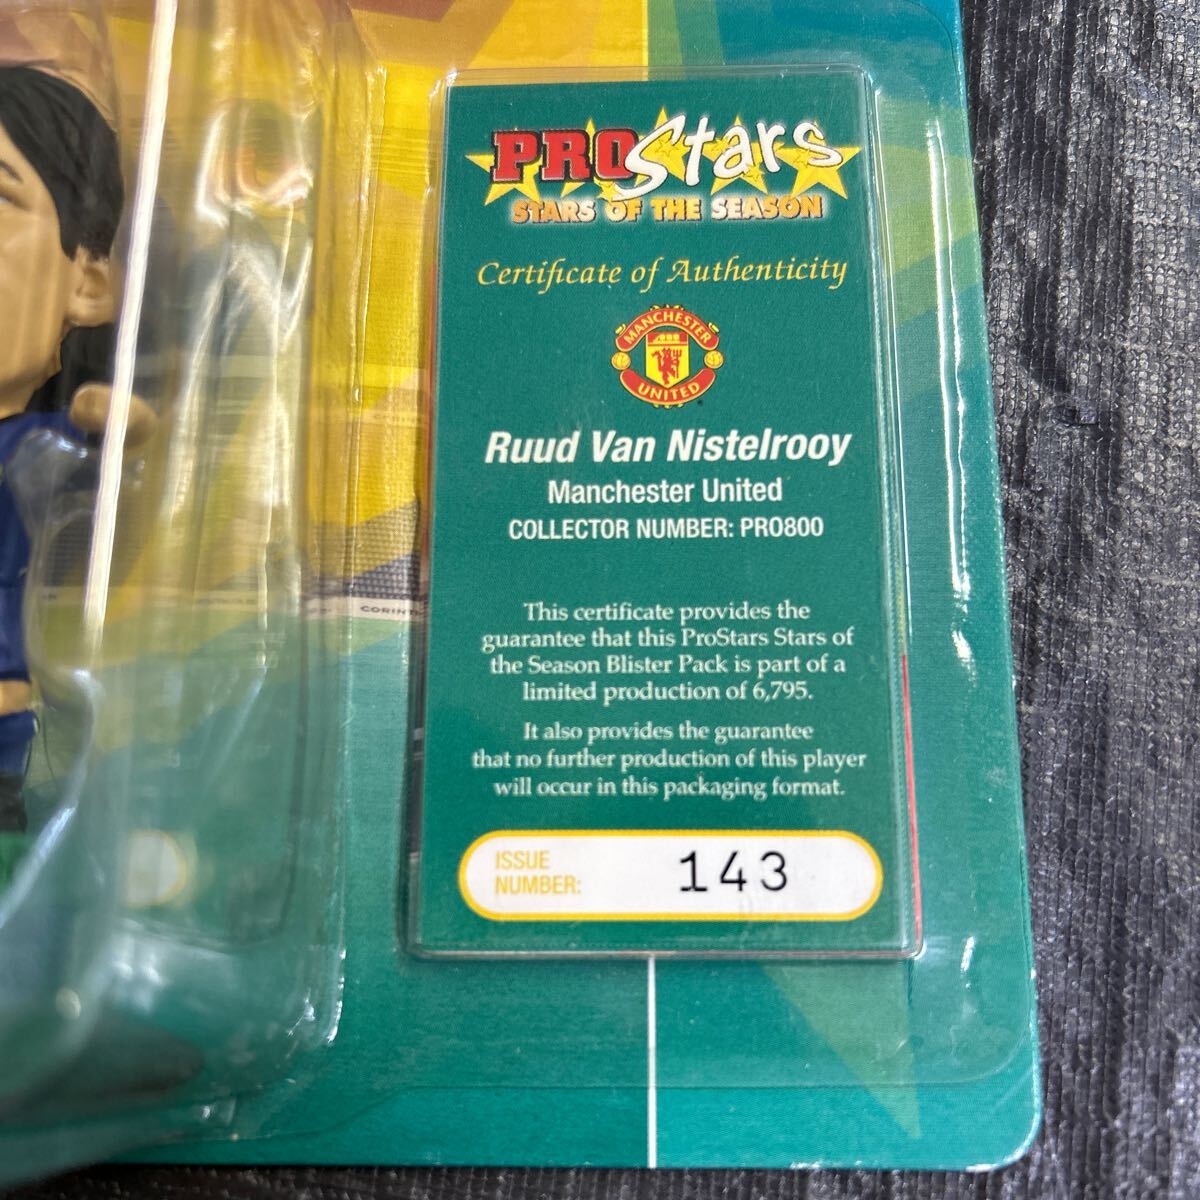 PROStars
STARS OF THE SEASON
Certificate of Authenticity
MANCHESTER
UNITED
Ruud Van Nistelrooy
Manchester United
COLLECTOR NUMBER: PRO800
This certificate provides the
guarantee that this ProStars Stars of
the Season Blister Pack is part of a
limited production of 6,795.
It also provides the guarantee
that no further production of this player
will occur in this packaging format.
ISSUE
NUMBER:
143